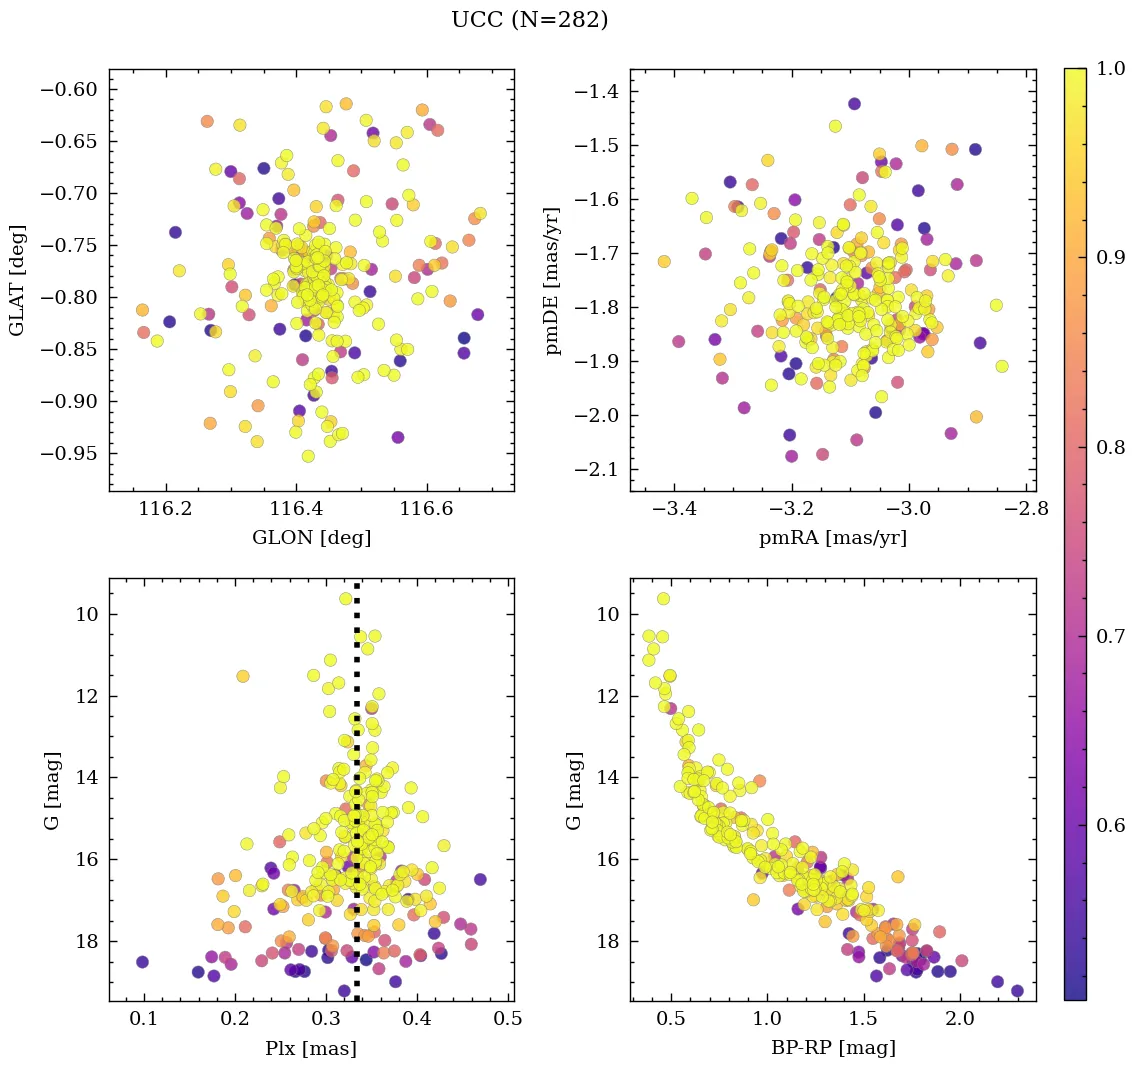 UCC (N=282)
−0.60
−0.65
−0.70
−0.75
−0.80
−0.85
−0.90
−0.95
GLAT [deg]
116.2 116.4 116.6
GLON [deg]
−1.4
−1.5
−1.6
−1.7
−1.8
−1.9
−2.0
−2.1
pmDE [mas/yr]
−3.4 −3.2 −3.0 −2.8
pmRA [mas/yr]
10
12
14
16
18
G [mag]
0.1 0.2 0.3 0.4 0.5
Plx [mas]
10
12
14
16
18
G [mag]
0.5 1.0 1.5 2.0
BP-RP [mag]
1.0
0.9
0.8
0.7
0.6